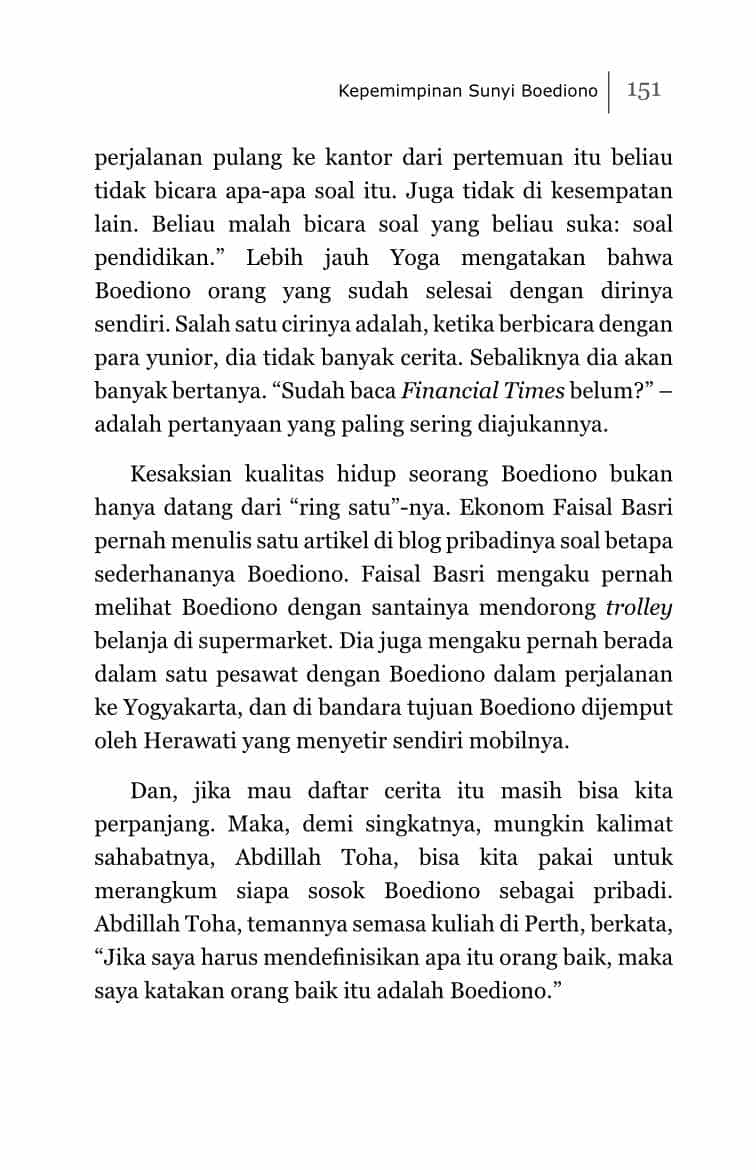 Kepemimpinan Sunyi Boediono 151
perjalanan pulang ke kantor dari pertemuan itu beliau
tidak bicara apa-apa soal itu. Juga tidak di kesempatan
lain. Beliau malah bicara soal yang beliau suka: soal
pendidikan.” Lebih jauh Yoga mengatakan bahwa
Boediono orang yang sudah selesai dengan dirinya
sendiri. Salah satu cirinya adalah, ketika berbicara dengan
para yunior, dia tidak banyak cerita. Sebaliknya dia akan
banyak bertanya. “Sudah baca Financial Times belum?” –
adalah pertanyaan yang paling sering diajukannya.
Kesaksian kualitas hidup seorang Boediono bukan
hanya datang dari “ring satu”-nya. Ekonom Faisal Basri
pernah menulis satu artikel di blog pribadinya soal betapa
sederhananya Boediono. Faisal Basri mengaku pernah
melihat Boediono dengan santainya mendorong trolley
belanja di supermarket. Dia juga mengaku pernah berada
dalam satu pesawat dengan Boediono dalam perjalanan
ke Yogyakarta, dan di bandara tujuan Boediono dijemput
oleh Herawati yang menyetir sendiri mobilnya.
Dan, jika mau daftar cerita itu masih bisa kita
perpanjang. Maka, demi singkatnya, mungkin kalimat
sahabatnya, Abdillah Toha, bisa kita pakai untuk
merangkum siapa sosok Boediono sebagai pribadi.
Abdillah Toha, temannya semasa kuliah di Perth, berkata,
“Jika saya harus mendefinisikan apa itu orang baik, maka
saya katakan orang baik itu adalah Boediono.”